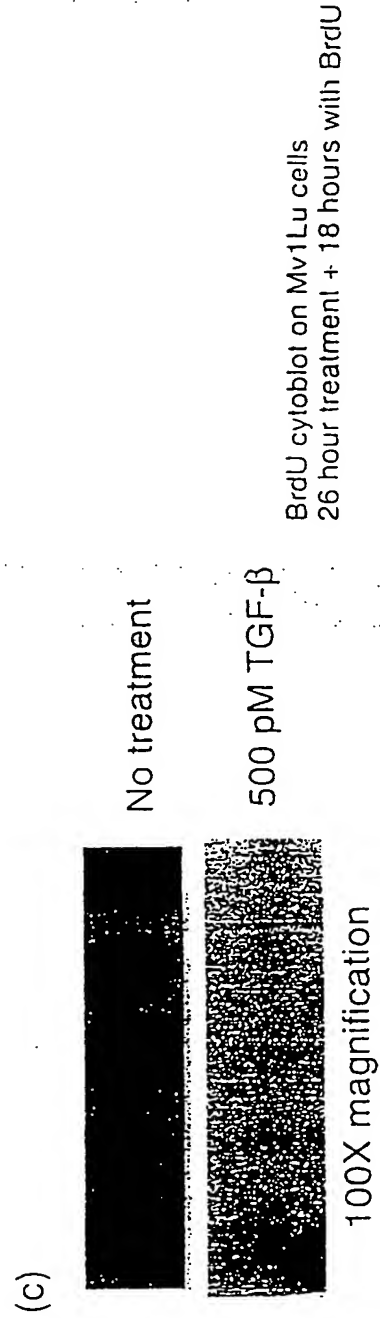 (c)
No treatment
500 pM TGF-β
100X magnification
BrdU cytoblot on Mv1Lu cells
26 hour treatment + 18 hours with BrdU